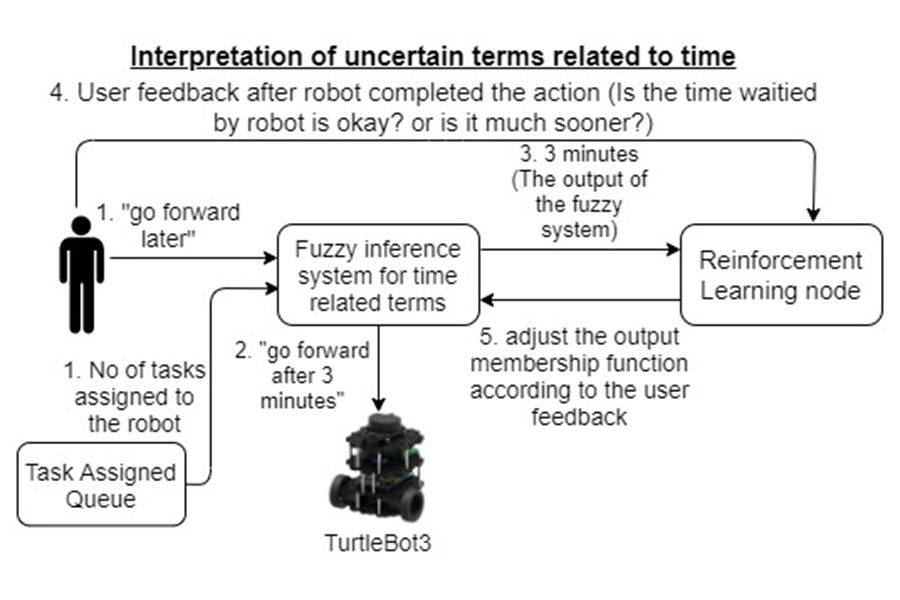 Interpretation of uncertain terms related to time
4. User feedback after robot completed the action (Is the time waitied
by robot is okay? or is it much sooner?)
3. 3 minutes
(The output of
the fuzzy
system)
1. "go forward
later"
Fuzzy inference
system for time
related terms
Reinforcement
Learning node
2. "go forward
after 3
minutes"
5. adjust the output
membership function
according to the user
feedback
1. No of tasks
assigned to
the robot
Task Assigned
Queue
TurtleBot3